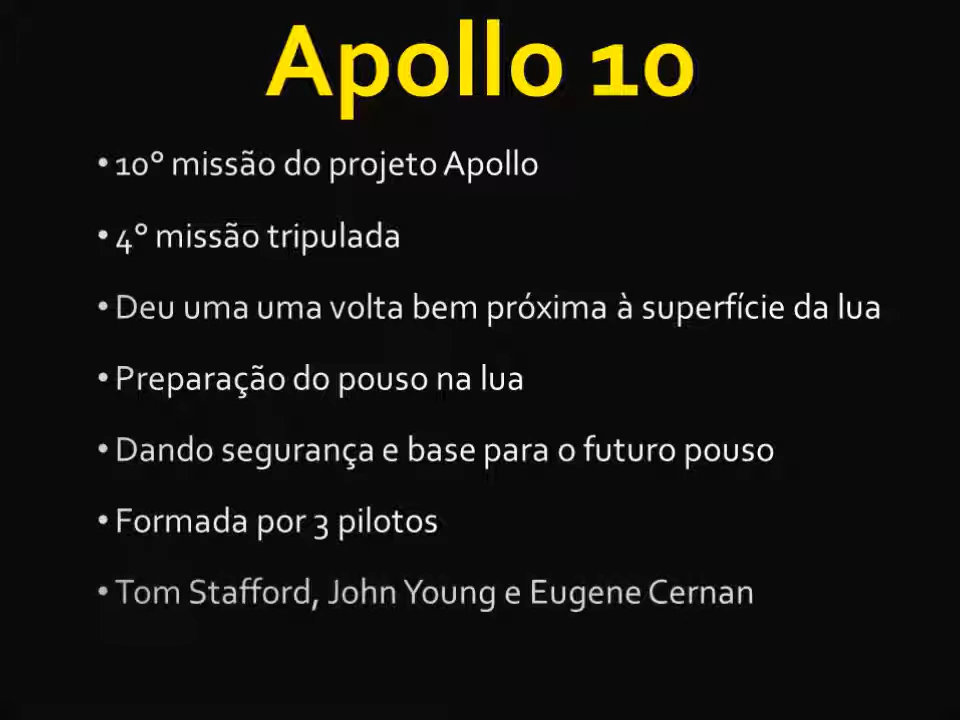 Apollo 10
• 10° missão do projeto Apollo
• 4° missão tripulada
• Deu uma uma volta bem próxima à superfície da lua
• Preparação do pouso na lua
• Dando segurança e base para o futuro pouso
• Formada por 3 pilotos
• Tom Stafford, John Young e Eugene Cernan